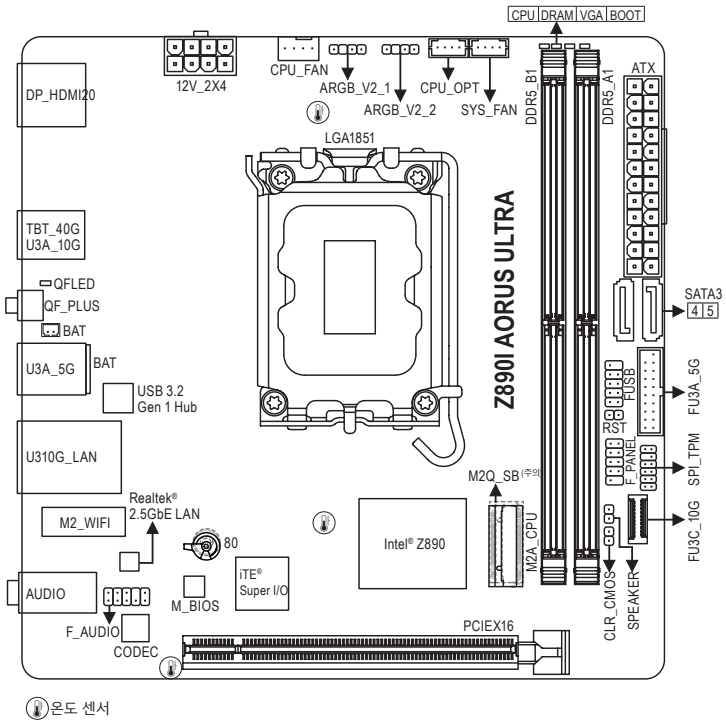 CPU DRAM VGA BOOT
CPU_FAN
12V_2X4
ARGB_V2_1
ARGB_V2_2
CPU_OPT
SYS_FAN
DDR5_B1
DDR5_A1
ATX
DP_HDMI20
LGA1851
TBT_40G
U3A_10G
QFLED
QF_PLUS
BAT
U3A_5G
BAT
USB 3.2
Gen 1 Hub
Z890I AORUS ULTRA
SATA3
4 5
FUSB
FU3A_5G
RST
F_PANEL
SPI_TPM
U310G_LAN
M2Q_SB (주의)
M2A_CPU
FU3C_10G
Realtek®
2.5GbE LAN
M2_WIFI
80
Intel® Z890
iTE®
Super I/O
M_BIOS
AUDIO
F_AUDIO
CODEC
CLR_CMOS
SPEAKER
PCIEX16
온도 센서